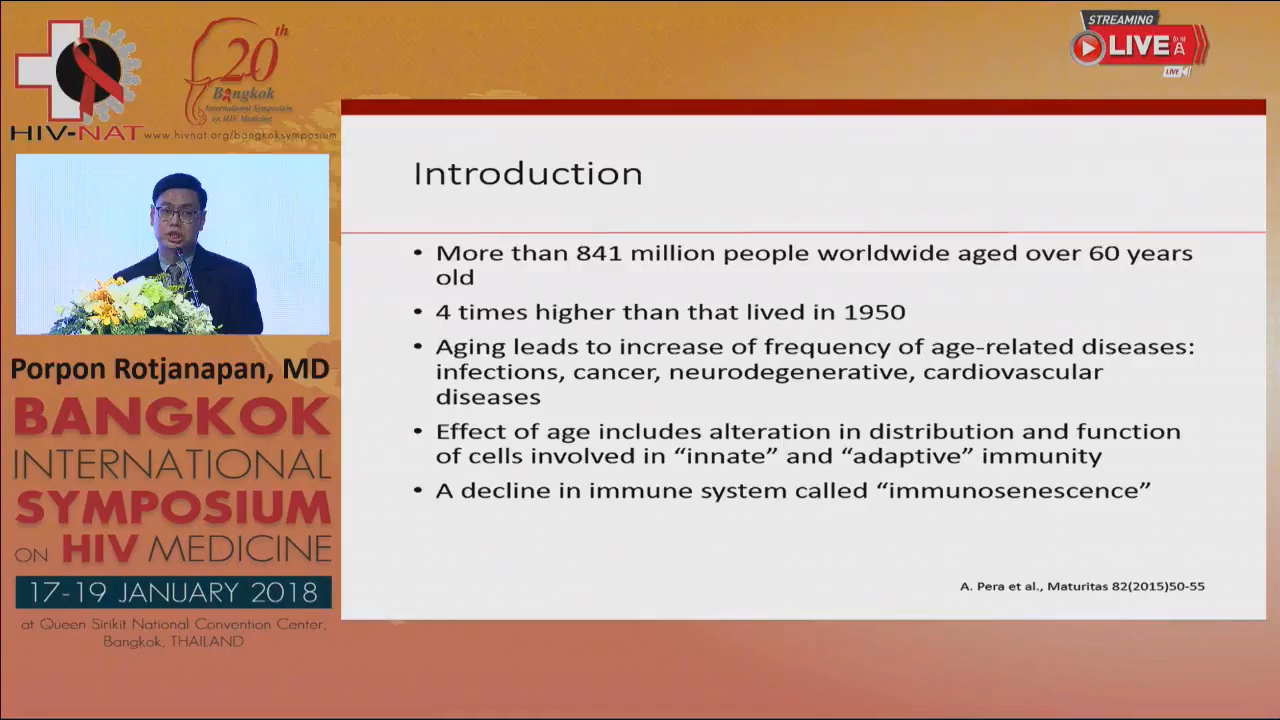 STREAMING
LIVE
LIVE
20th
Bangkok
International Symposium
on HIV Medicine
HIV-NAT
www.hivnat.org/bangkoksymposium
Porpon Rotjanapan, MD
BANGKOK
INTERNATIONAL
SYMPOSIUM
ON HIV MEDICINE
17-19 JANUARY 2018
at Queen Sirikit National Convention Center,
Bangkok, THAILAND
Introduction
• More than 841 million people worldwide aged over 60 years
old
• 4 times higher than that lived in 1950
• Aging leads to increase of frequency of age-related diseases:
infections, cancer, neurodegenerative, cardiovascular
diseases
• Effect of age includes alteration in distribution and function
of cells involved in “innate” and “adaptive” immunity
• A decline in immune system called “immunosenescence”
A. Pera et al., Maturitas 82(2015)50-55